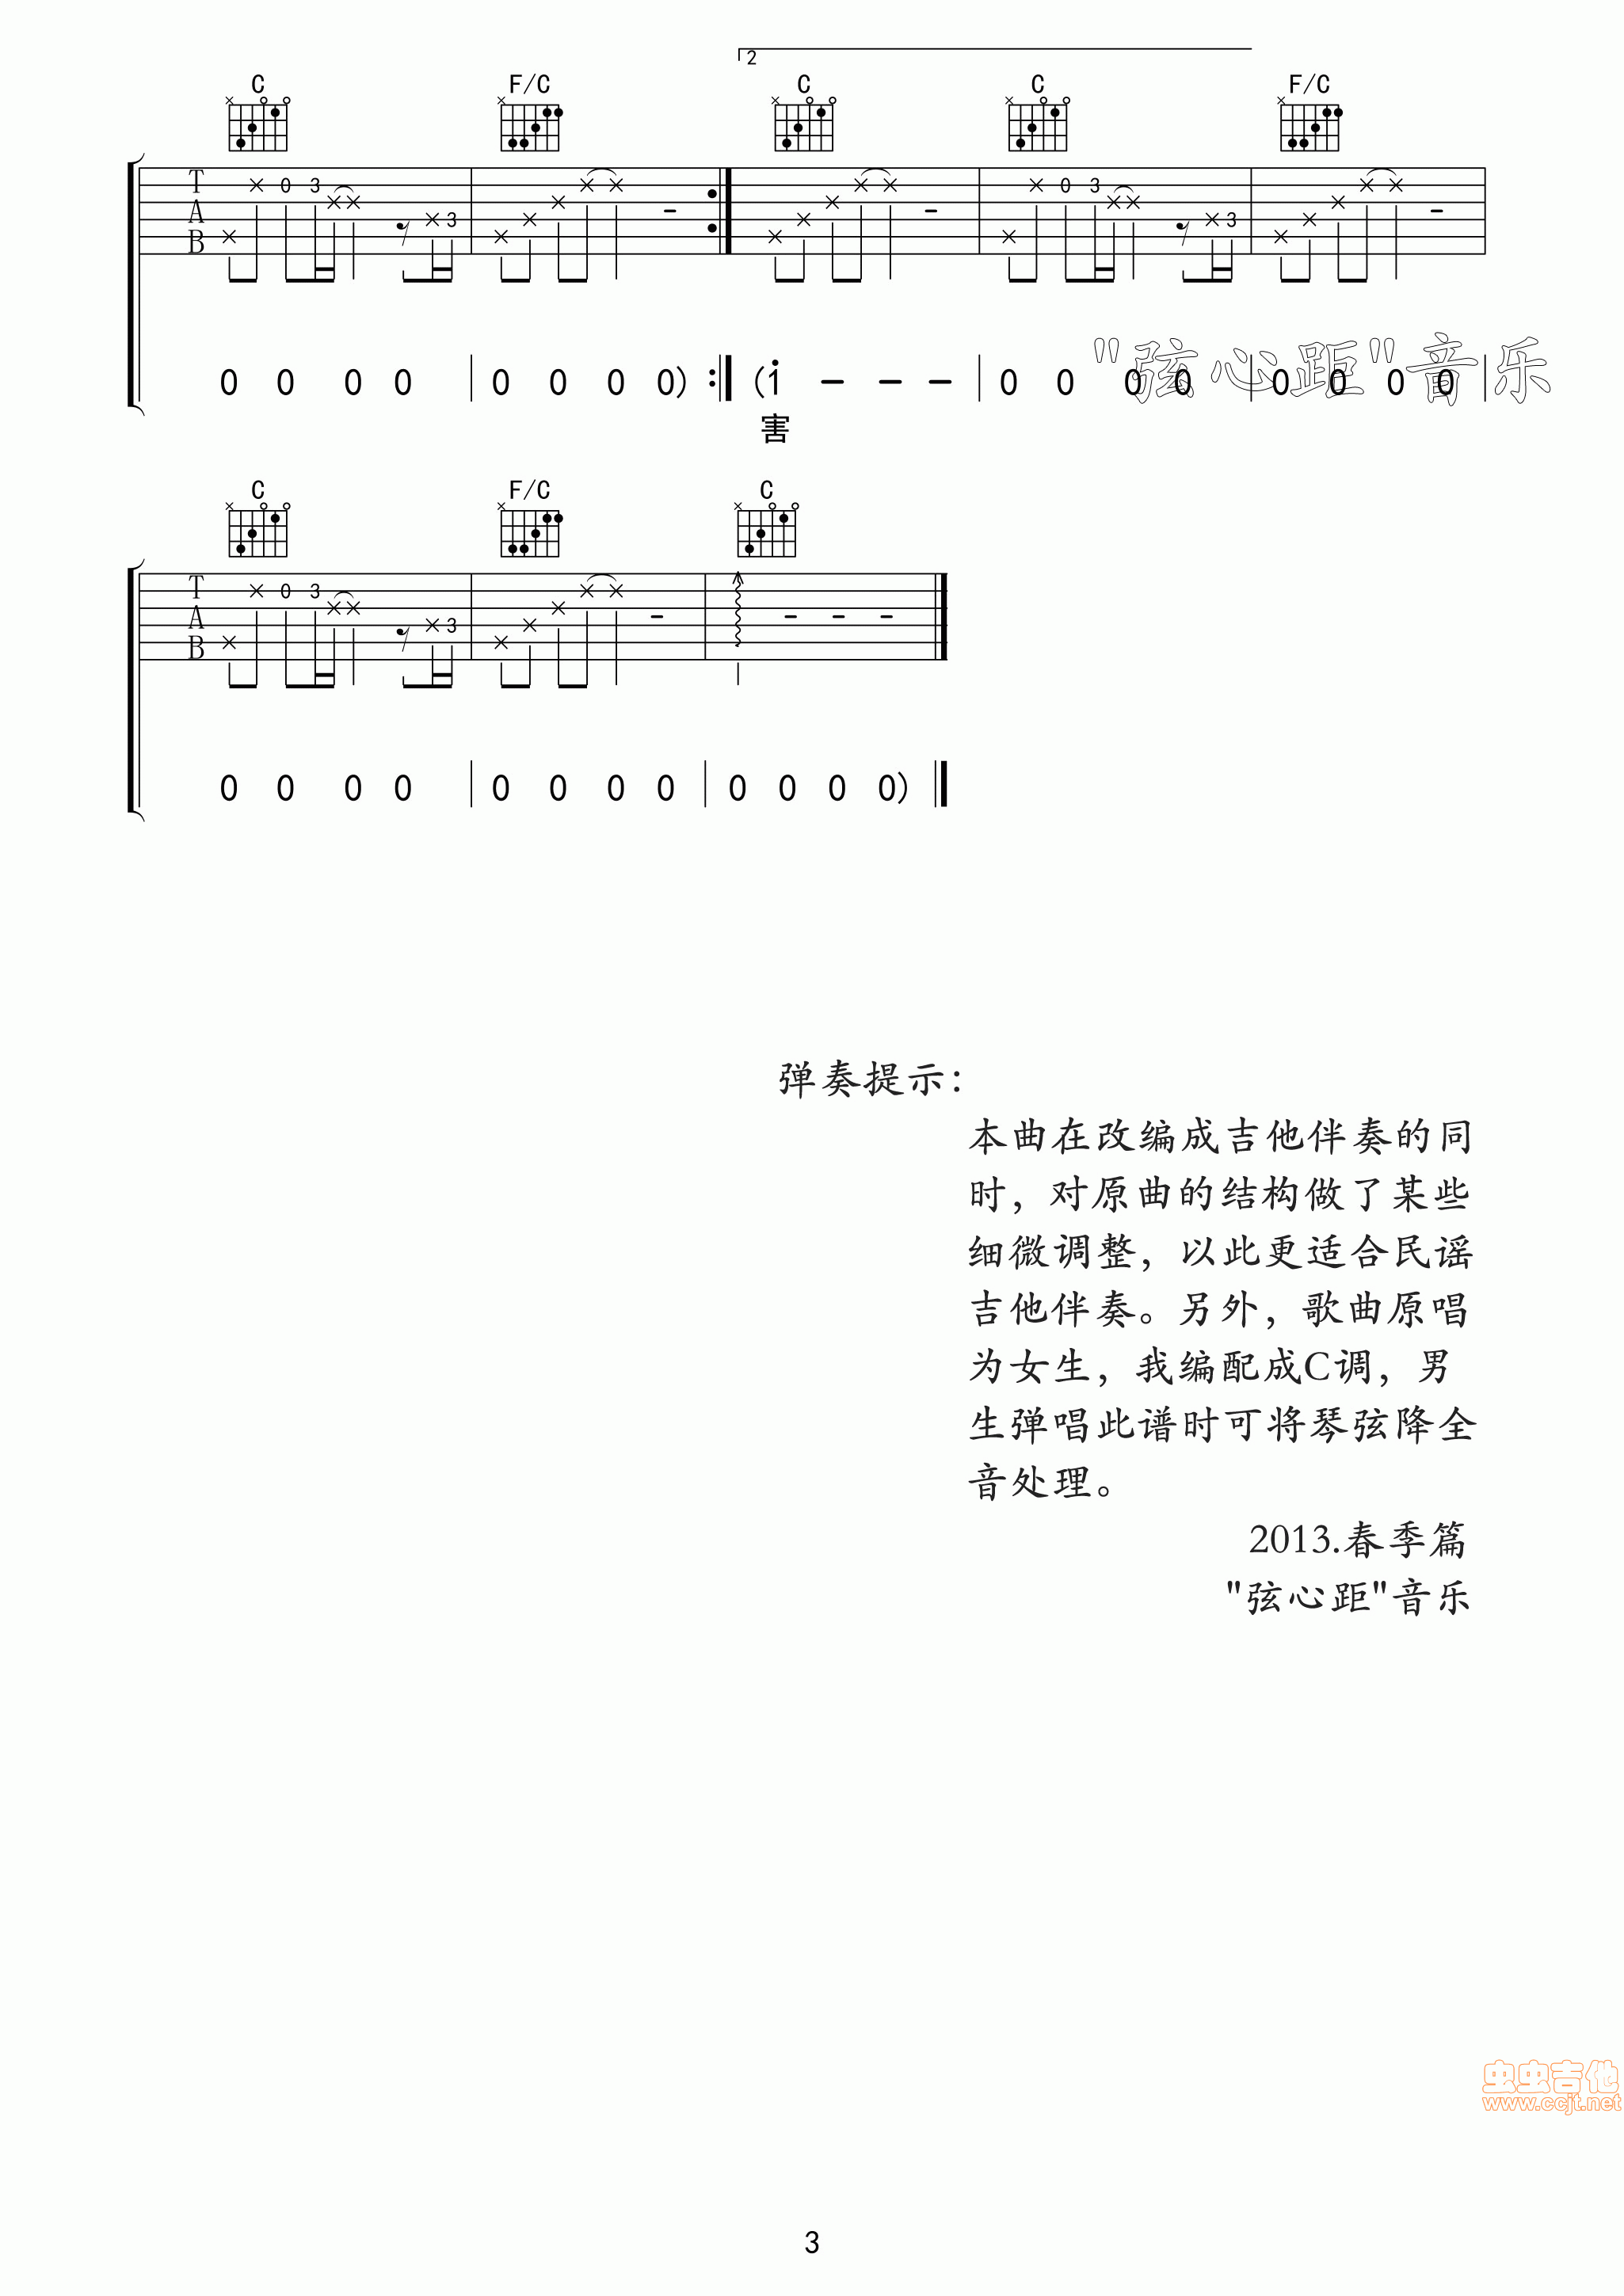 2
C F/C C C F/C
T A B × 0 3 × × × 3 × × × × × - × × × × × - × × 0 3 × × × 3 × × × × × -
"弦心距"音乐
0 0 0 0 0 0 0 0) (i - - - 0 0 0 0 0 0 0 0
害
C F/C C
T A B × × 0 3 × × × 3 × × × × × - - - -
0 0 0 0 0 0 0 0 0 0 0 0)
弹奏提示：
本曲在改编成吉他伴奏的同
时，对原曲的结构做了某些
细微调整，以此更适合民谣
吉他伴奏。另外，歌曲原唱
为女生，我编配成C调，男
生弹唱此谱时可将琴弦降全
音处理。
2013.春季篇
"弦心距"音乐
虫虫吉他
www.ccjt.net
3